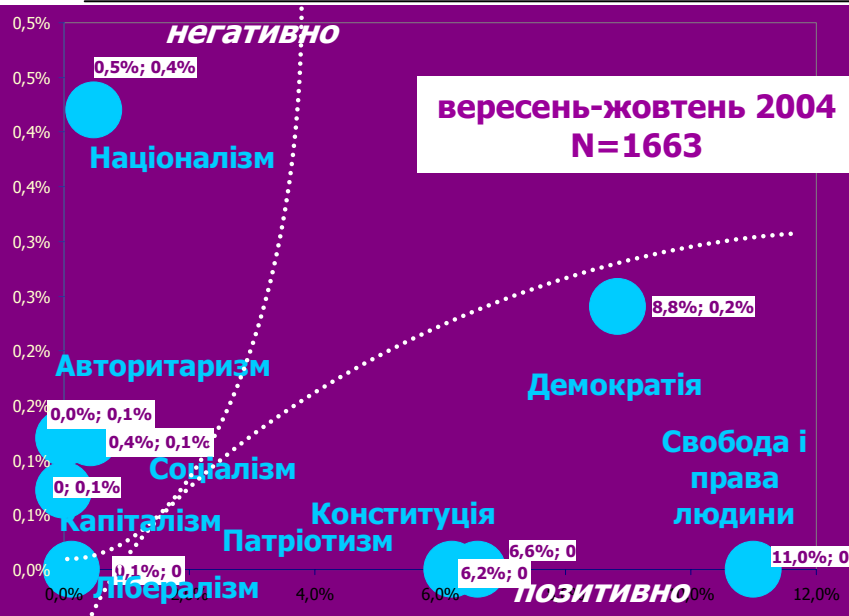 0,5%
негативно
0,5%; 0,4%
0,5%
вересень-жовтень 2004
N=1663
0,4%
Націоналізм
0,4%
0,3%
0,3%
8,8%; 0,2%
0,2%
Авторитаризм
Демократія
0,2%
0,0%; 0,1%
0,4%; 0,1%
Свобода і
права
людини
0,1%
Соціалізм
0; 0,1%
0,1%
Капіталізм
Конституція
Патріотизм
6,6%; 0
11,0%; 0
0,0%
0,1%; 0
6,2%; 0
Лібералізм
позитивно
0,0%
4,0%
6,0%
12,0%